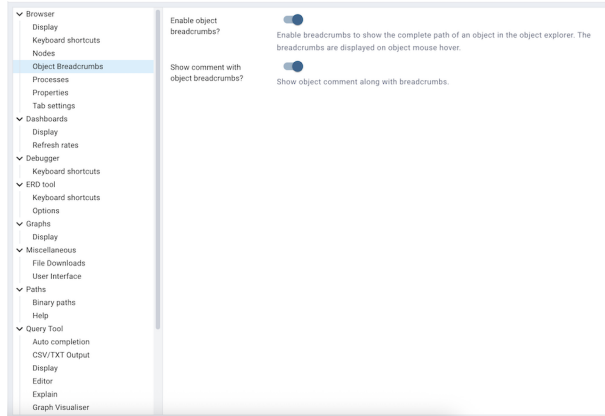 Browser
Display
Keyboard shortcuts
Nodes
Object Breadcrumbs
Processes
Properties
Tab settings
Dashboards
Display
Refresh rates
Debugger
Keyboard shortcuts
ERD tool
Keyboard shortcuts
Options
Graphs
Display
Miscellaneous
File Downloads
User Interface
Paths
Binary paths
Help
Query Tool
Auto completion
CSV/TXT Output
Display
Editor
Explain
Graph Visualiser
Enable object
breadcrumbs?
Enable breadcrumbs to show the complete path of an object in the object explorer. The
breadcrumbs are displayed on object mouse hover.
Show comment with
object breadcrumbs?
Show object comment along with breadcrumbs.